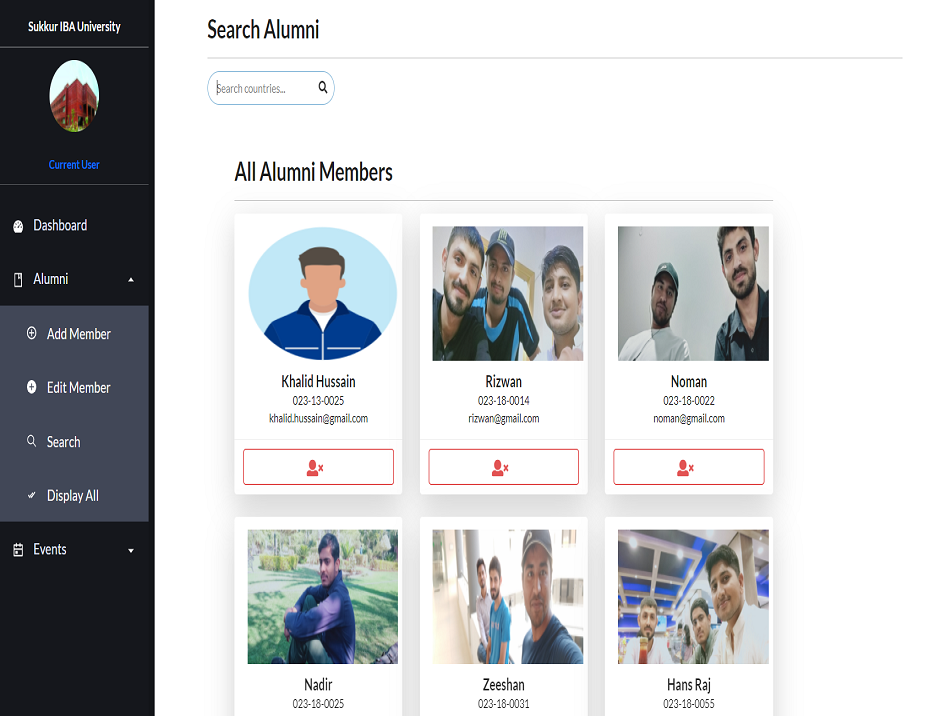 Sukkur IBA University
Current User
Dashboard
Alumni
Add Member
Edit Member
Search
Display All
Events
Search Alumni
Search countries...
All Alumni Members
Khalid Hussain
023-13-0025
khalid.hussain@gmail.com
Rizwan
023-18-0014
rizwan@gmail.com
Noman
023-18-0022
noman@gmail.com
Nadir
023-18-0025
Zeeshan
023-18-0031
Hans Raj
023-18-0055